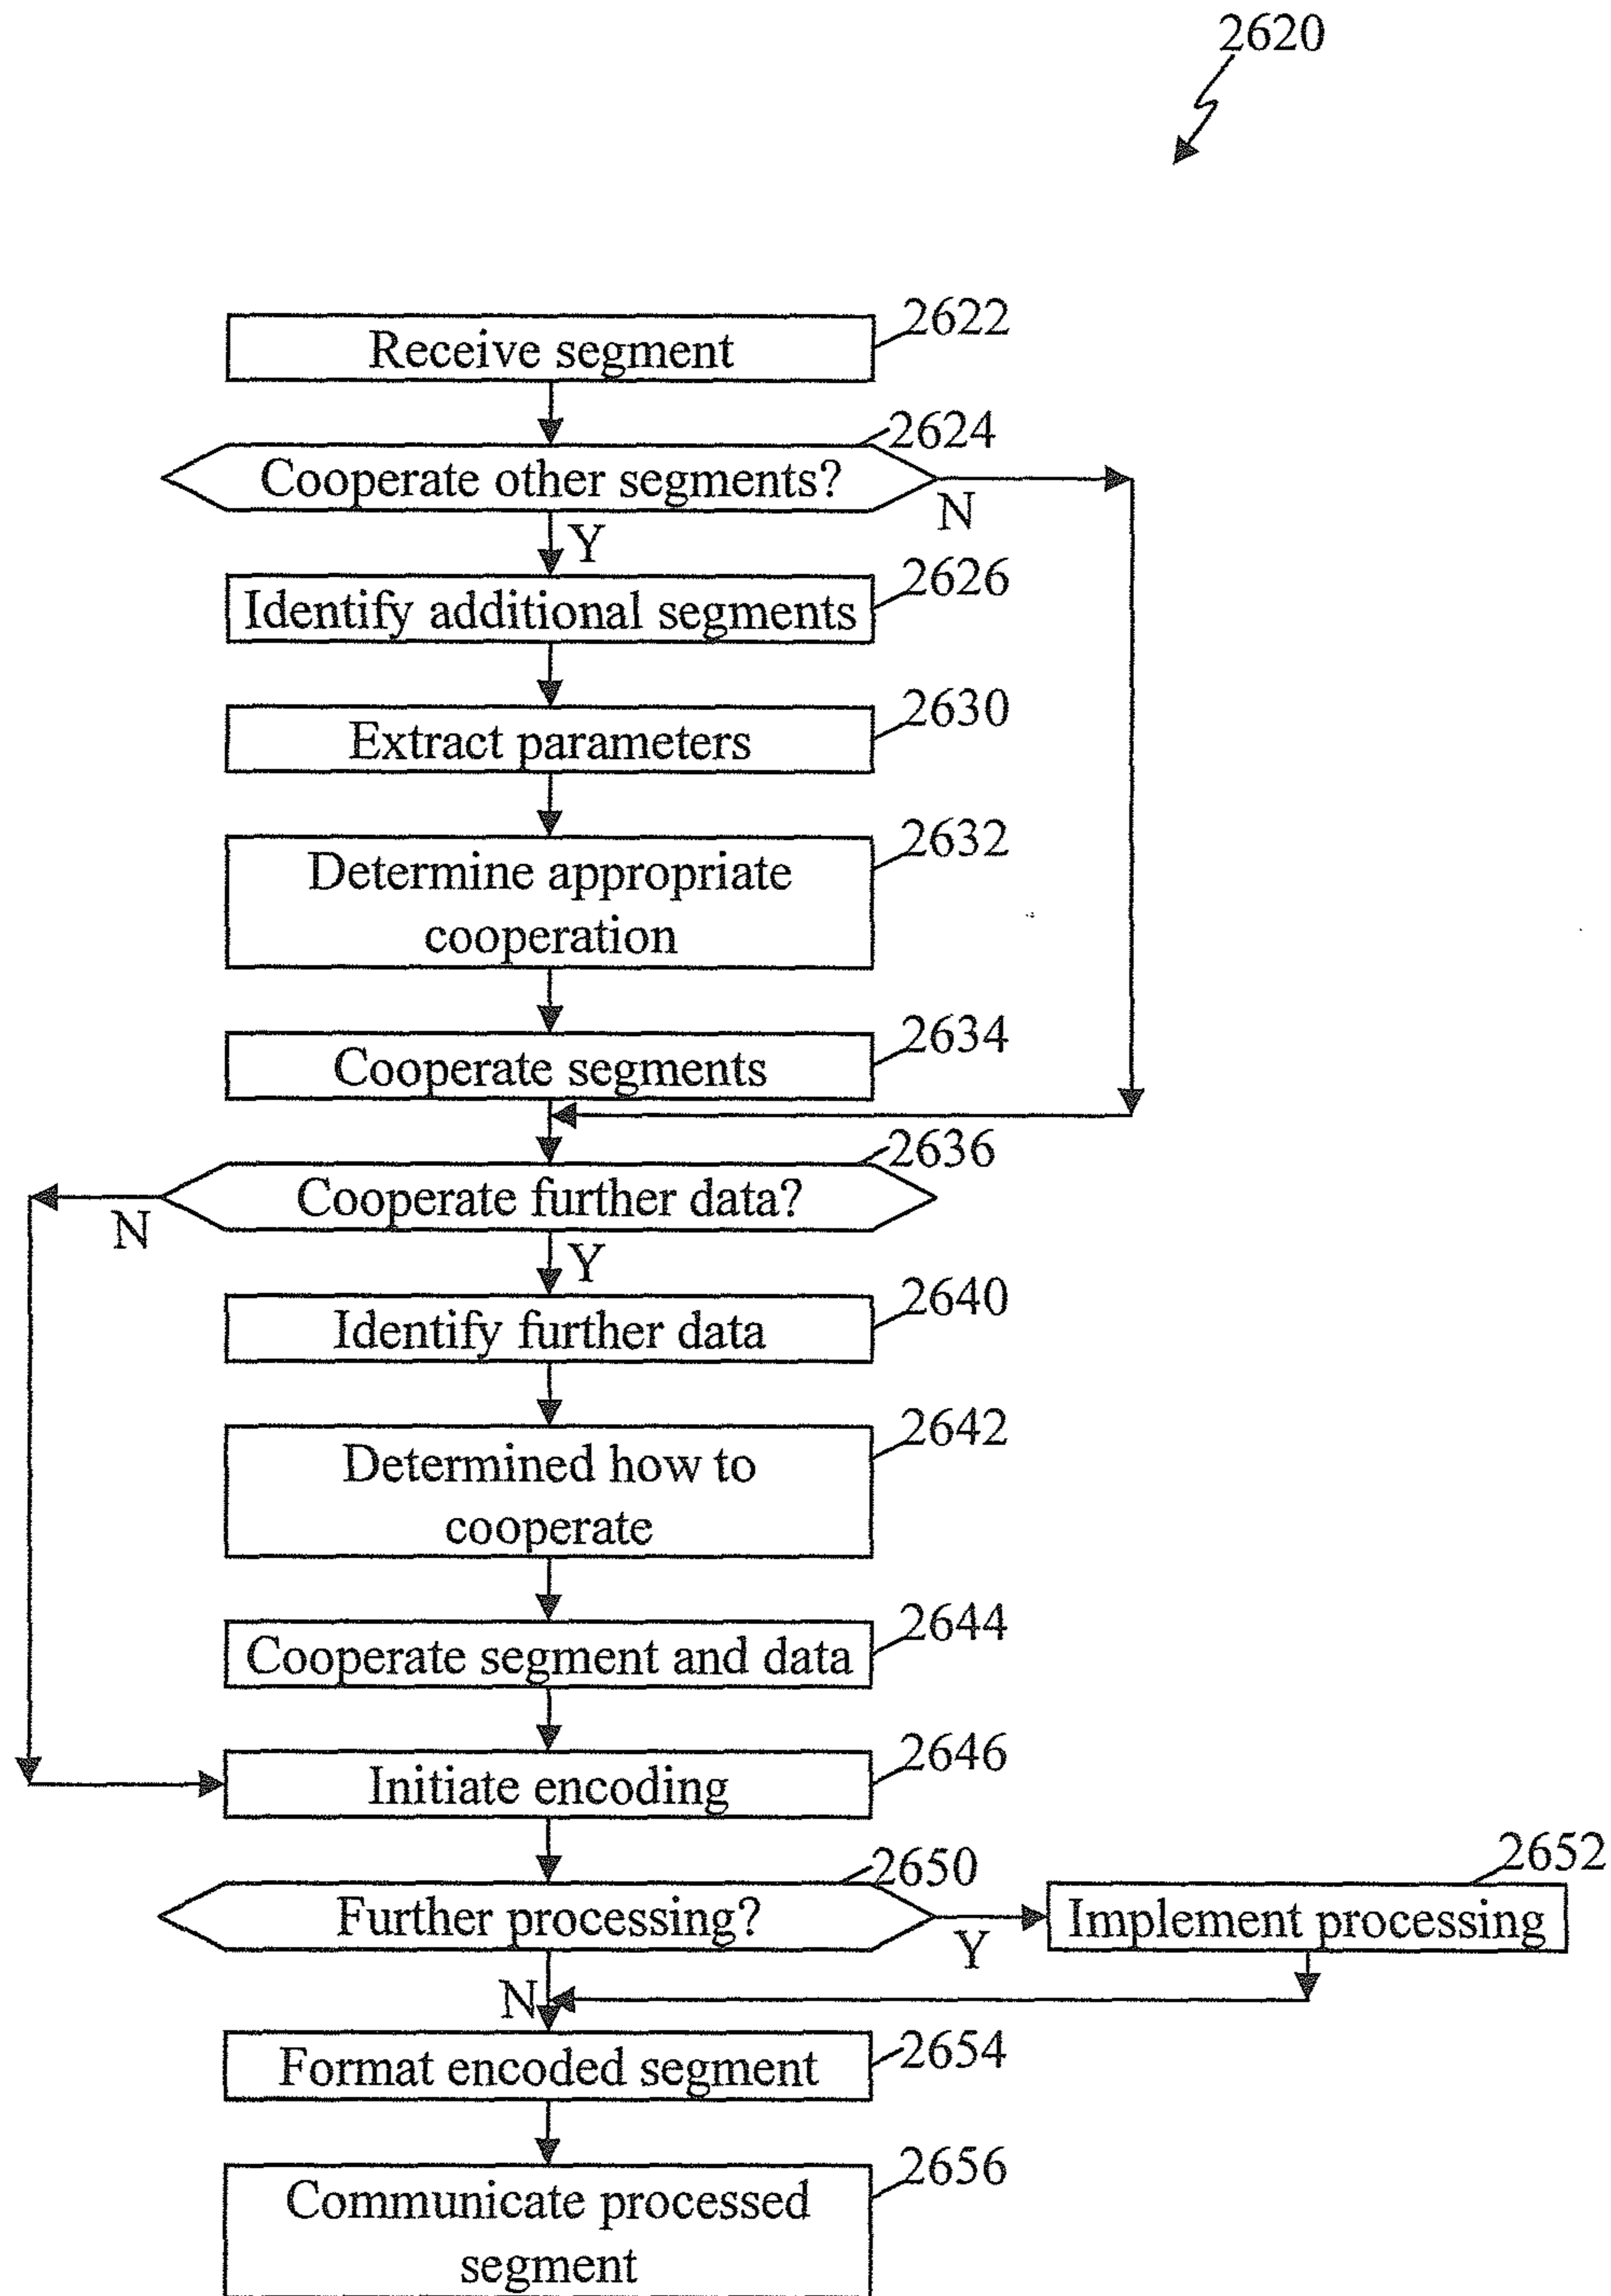 2620
2622
Receive segment
2624
Cooperate other segments?
N
Y
2626
Identify additional segments
2630
Extract parameters
2632
Determine appropriate
cooperation
2634
Cooperate segments
2636
Cooperate further data?
N
Y
2640
Identify further data
2642
Determined how to
cooperate
2644
Cooperate segment and data
2646
Initiate encoding
2650
2652
Further processing?
Implement processing
Y
N
2654
Format encoded segment
2656
Communicate processed
segment